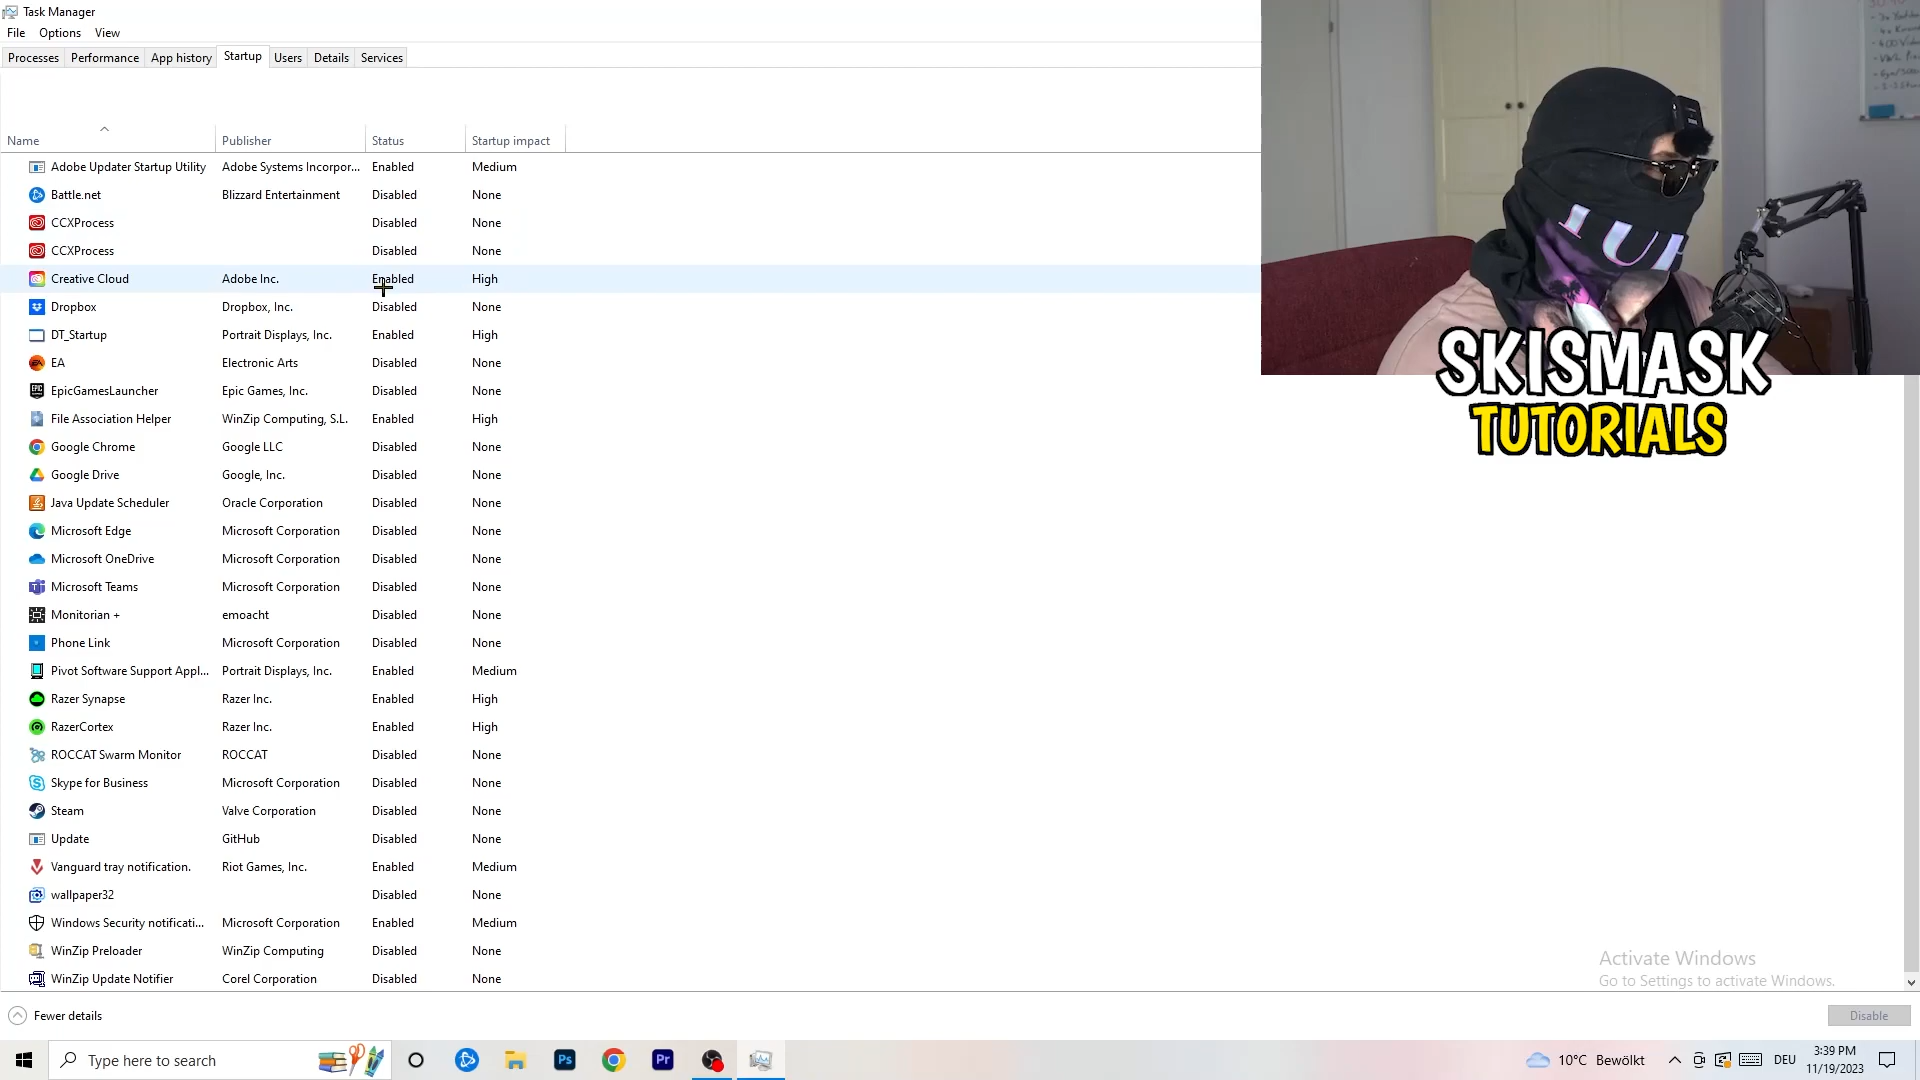 Task Manager
File Options View
Processes Performance App history Startup Users Details Services
Name Publisher Status Startup impact
Adobe Updater Startup Utility Adobe Systems Incorpor... Enabled Medium
Battle.net Blizzard Entertainment Disabled None
CCXProcess Disabled None
CCXProcess Disabled None
Creative Cloud Adobe Inc. Enabled High
Dropbox Dropbox, Inc. Disabled None
DT_Startup Portrait Displays, Inc. Enabled High
EA Electronic Arts Disabled None
EpicGamesLauncher Epic Games, Inc. Disabled None
File Association Helper WinZip Computing, S.L. Enabled High
Google Chrome Google LLC Disabled None
Google Drive Google, Inc. Disabled None
Java Update Scheduler Oracle Corporation Disabled None
Microsoft Edge Microsoft Corporation Disabled None
Microsoft OneDrive Microsoft Corporation Disabled None
Microsoft Teams Microsoft Corporation Disabled None
Monitorian + emoacht Disabled None
Phone Link Microsoft Corporation Disabled None
Pivot Software Support Appl... Portrait Displays, Inc. Enabled Medium
Razer Synapse Razer Inc. Enabled High
RazerCortex Razer Inc. Enabled High
ROCCAT Swarm Monitor ROCCAT Disabled None
Skype for Business Microsoft Corporation Disabled None
Steam Valve Corporation Disabled None
Update GitHub Disabled None
Vanguard tray notification. Riot Games, Inc. Enabled Medium
wallpaper32 Disabled None
Windows Security notificati... Microsoft Corporation Enabled Medium
WinZip Preloader WinZip Computing Disabled None
WinZip Update Notifier Corel Corporation Disabled None
SKISMASK
TUTORIALS
Activate Windows
Go to Settings to activate Windows.
Fewer details
Disable
Type here to search
Ps
Pr
10°C Bewölkt
DEU
3:39 PM
11/19/2023